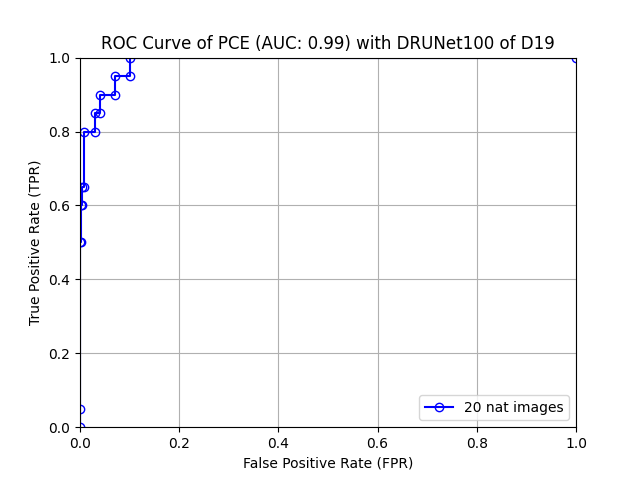 ROC Curve of PCE (AUC: 0.99) with DRUNet100 of D19
True Positive Rate (TPR)
1.0
0.8
0.6
0.4
0.2
0.0
20 nat images
0.0 0.2 0.4 0.6 0.8 1.0
False Positive Rate (FPR)